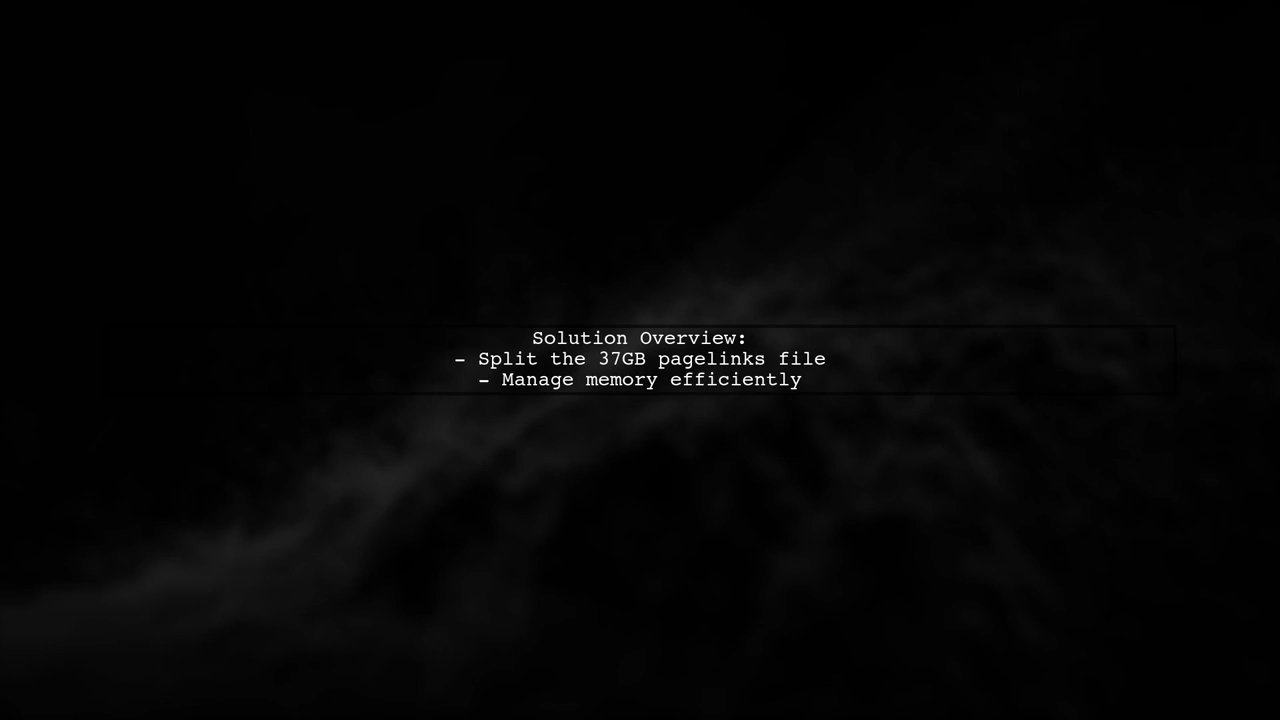 Solution Overview:
- Split the 37GB pagelinks file
- Manage memory efficiently